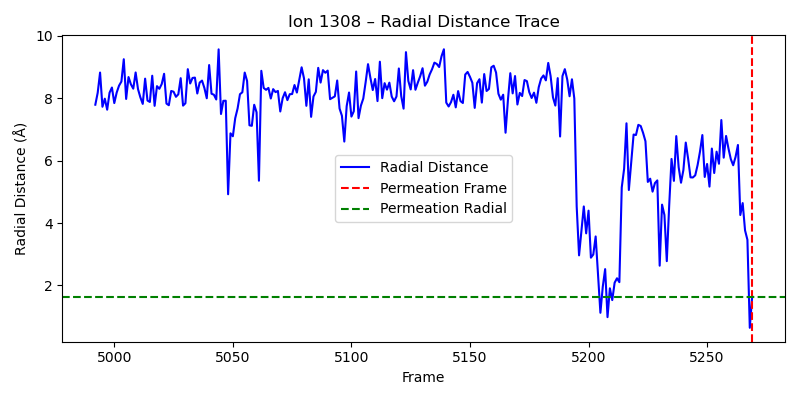 Ion 1308 – Radial Distance Trace
10
8
6
4
2
Radial Distance (Å)
Radial Distance
Permeation Frame
Permeation Radial
5000
5050
5100
5150
5200
5250
Frame